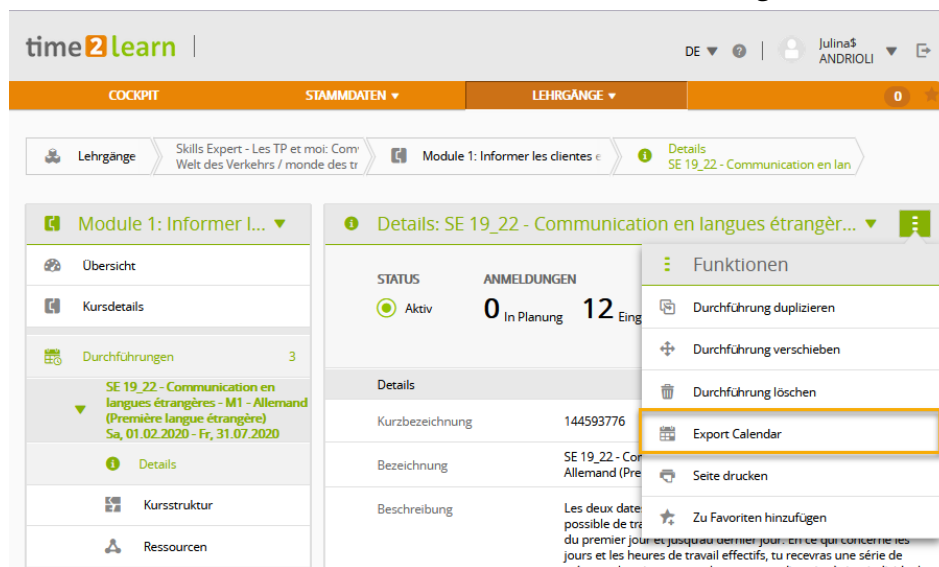 time2learn
DE
Julina$
ANDRIOLI
COCKPIT
STAMMDATEN
LEHRGÄNGE
0
Lehrgänge
Skills Expert - Les TP et moi: Com
Welt des Verkehrs / monde des tr
Module 1: Informer les clientes e
Details
SE 19_22 - Communication en lan
Module 1: Informer l...
Übersicht
Kursdetails
Durchführungen 3
SE 19_22 - Communication en
langues étrangères - M1 - Allemand
(Première langue étrangère)
Sa, 01.02.2020 - Fr, 31.07.2020
Details
Kursstruktur
Ressourcen
Details: SE 19_22 - Communication en langues étrangèr...
STATUS
Aktiv
ANMELDUNGEN
0 In Planung 12 Eing
Details
Kurzbezeichnung 144593776
Bezeichnung SE 19_22 - Cor
Allemand (Pre
Beschreibung Les deux date
possible de tra
du premier jour et jusqu'au dernier jour. En ce qui concerne les
jours et les heures de travail effectifs, tu recevras une série de
Funktionen
Durchführung duplizieren
Durchführung verschieben
Durchführung löschen
Export Calendar
Seite drucken
Zu Favoriten hinzufügen